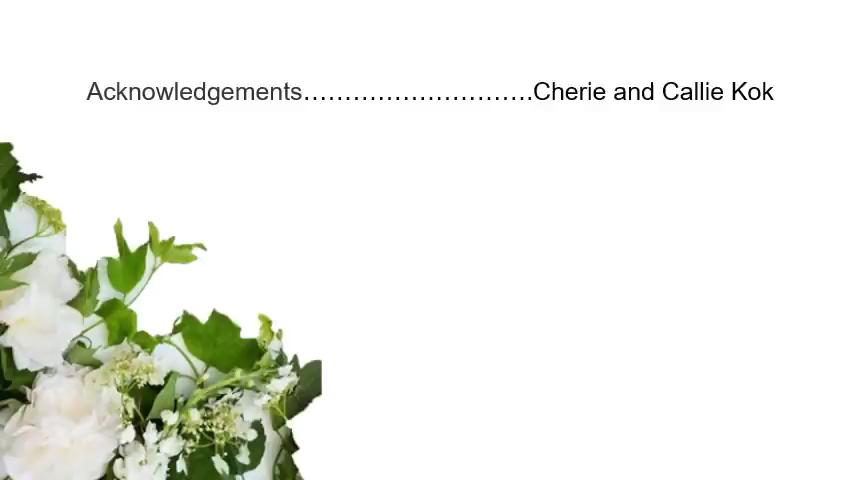 Acknowledgements………………………….Cherie and Callie Kok